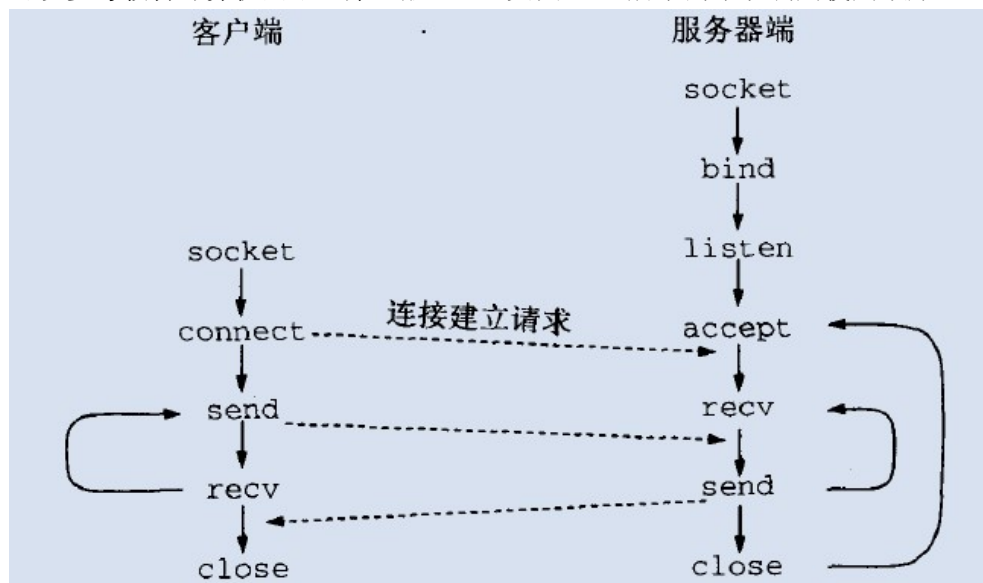 客户端
服务器端
socket
bind
socket
listen
connect
连接建立请求
accept
send
recv
recv
send
close
close